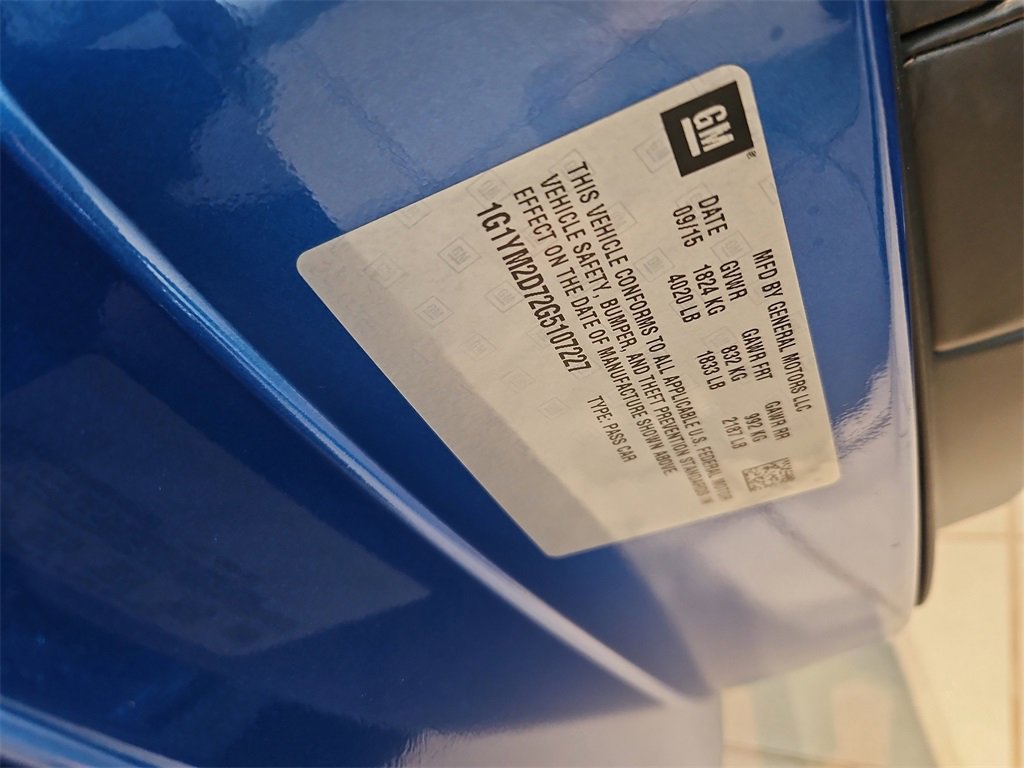 GM
MFD BY GENERAL MOTORS LLC
DATE GVWR GAWR FRT GAWR RR
09/15 1824 KG 832 KG 992 KG
4020 LB 1833 LB 2187 LB
THIS VEHICLE CONFORMS TO ALL APPLICABLE U.S. FEDERAL MOTOR
VEHICLE SAFETY, BUMPER, AND THEFT PREVENTION STANDARDS IN
EFFECT ON THE DATE OF MANUFACTURE SHOWN ABOVE.
1G1YM2D72G5107227 TYPE: PASS CAR